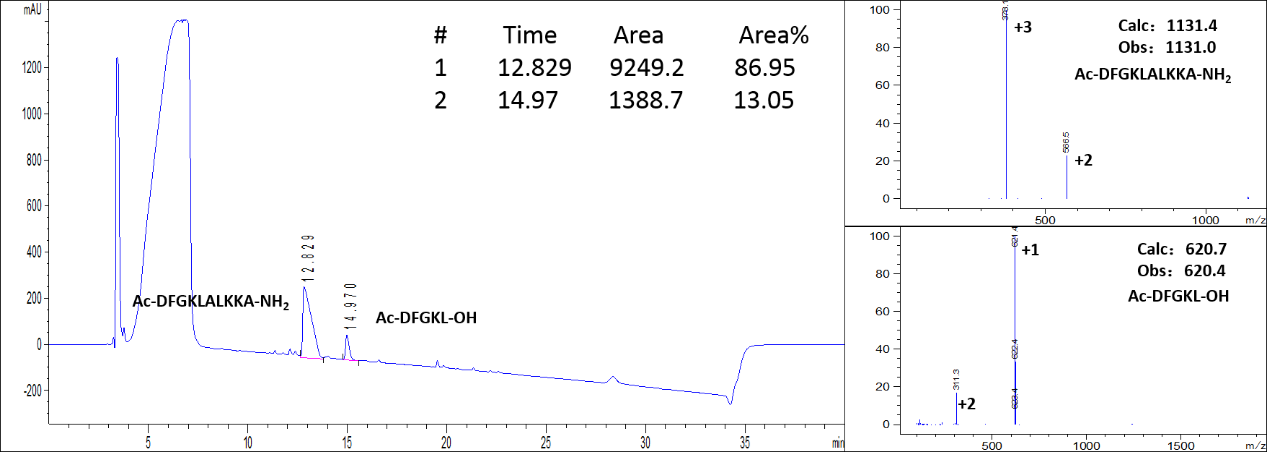 mAU
1200
1000
800
600
400
200
0
-200
5
10
15
20
25
30
35
min
# Time Area Area%
1 12.829 9249.2 86.95
2 14.97 1388.7 13.05
12.829
14.970
Ac-DFGKLALKKA-NH2
Ac-DFGKL-OH
100
80
60
40
20
0
+3
566.5
+2
Calc：1131.4
Obs：1131.0
Ac-DFGKLALKKA-NH2
500
1000
m/z
100
80
60
40
20
0
621.4
+1
622.4
623.4
311.3
+2
Calc：620.7
Obs：620.4
Ac-DFGKL-OH
500
1000
1500
m/z